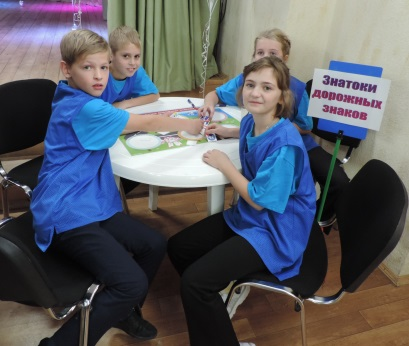 Знатоки
дорожных
знаков